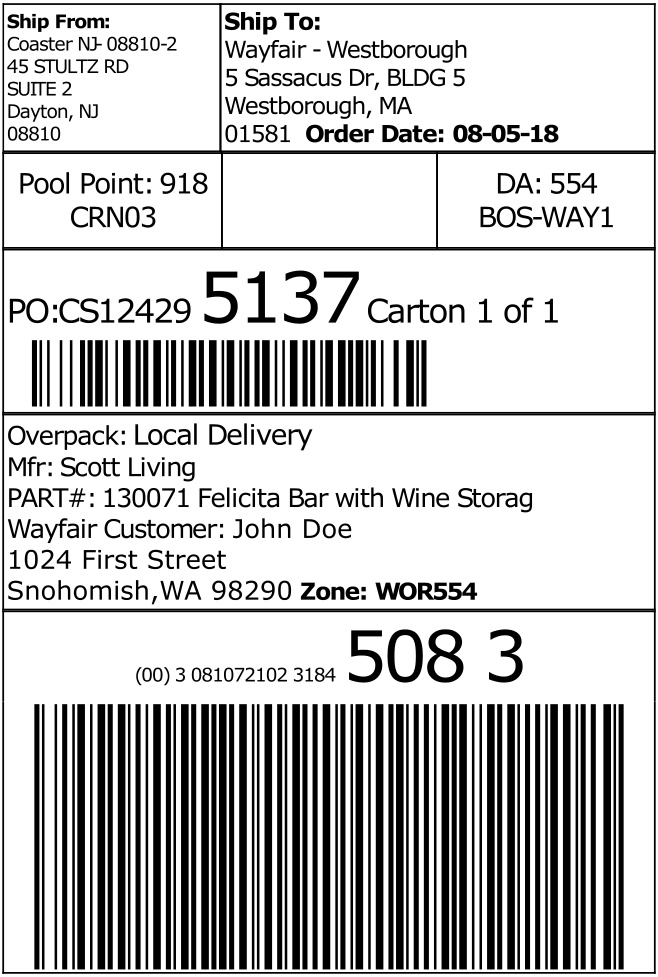 Ship From:
Coaster NJ- 08810-2
45 STULTZ RD
SUITE 2
Dayton, NJ
08810
Ship To:
Wayfair - Westborough
5 Sassacus Dr, BLDG 5
Westborough, MA
01581 Order Date: 08-05-18
Pool Point: 918
CRN03
DA: 554
BOS-WAY1
PO:CS12429 5137 Carton 1 of 1
Overpack: Local Delivery
Mfr: Scott Living
PART#: 130071 Felicita Bar with Wine Storag
Wayfair Customer: John Doe
1024 First Street
Snohomish,WA 98290 Zone: WOR554
(00) 3 081072102 3184 508 3